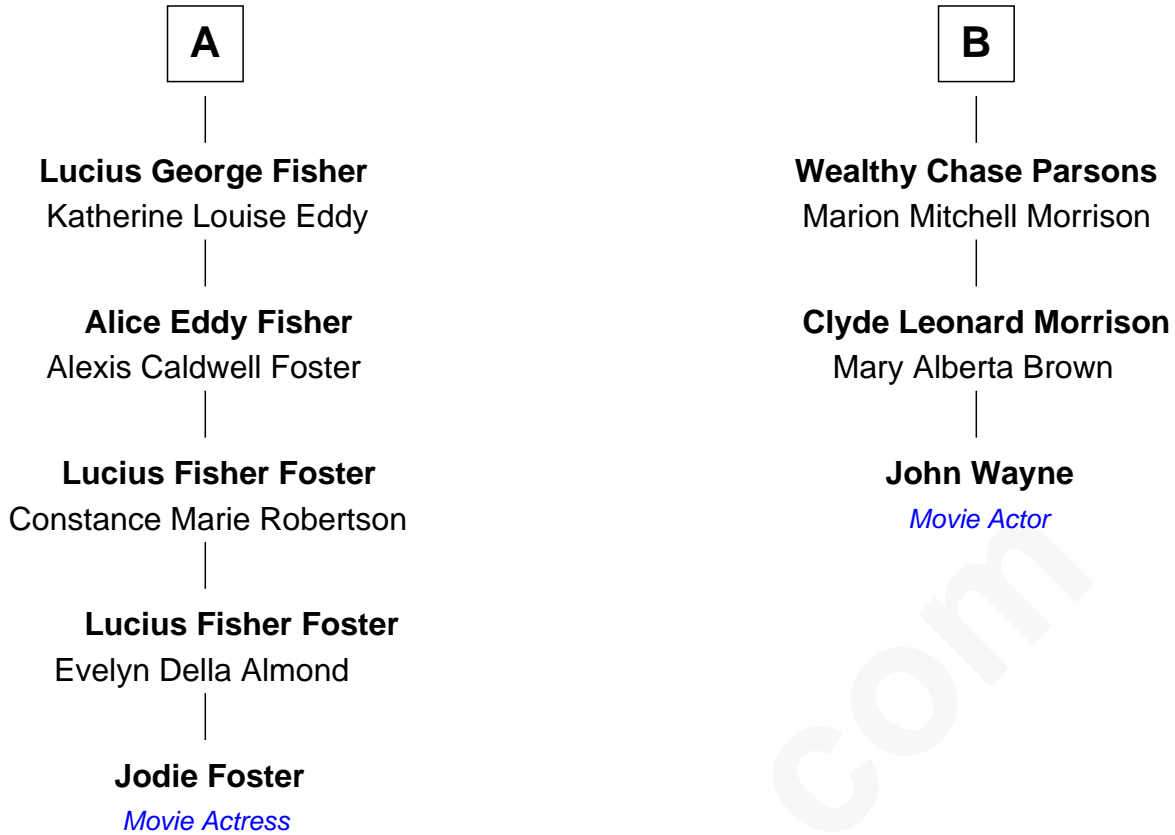 A
Lucius George Fisher
Katherine Louise Eddy
Alice Eddy Fisher
Alexis Caldwell Foster
Lucius Fisher Foster
Constance Marie Robertson
Lucius Fisher Foster
Evelyn Della Almond
Jodie Foster
Movie Actress
B
Wealthy Chase Parsons
Marion Mitchell Morrison
Clyde Leonard Morrison
Mary Alberta Brown
John Wayne
Movie Actor
com